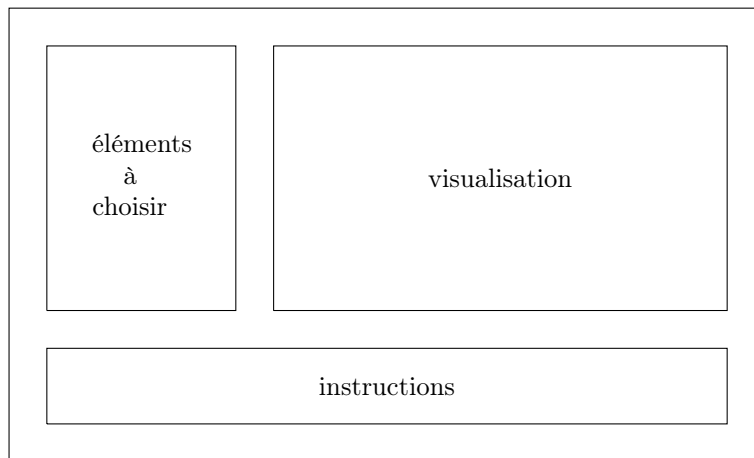 éléments
à
choisir
visualisation
instructions